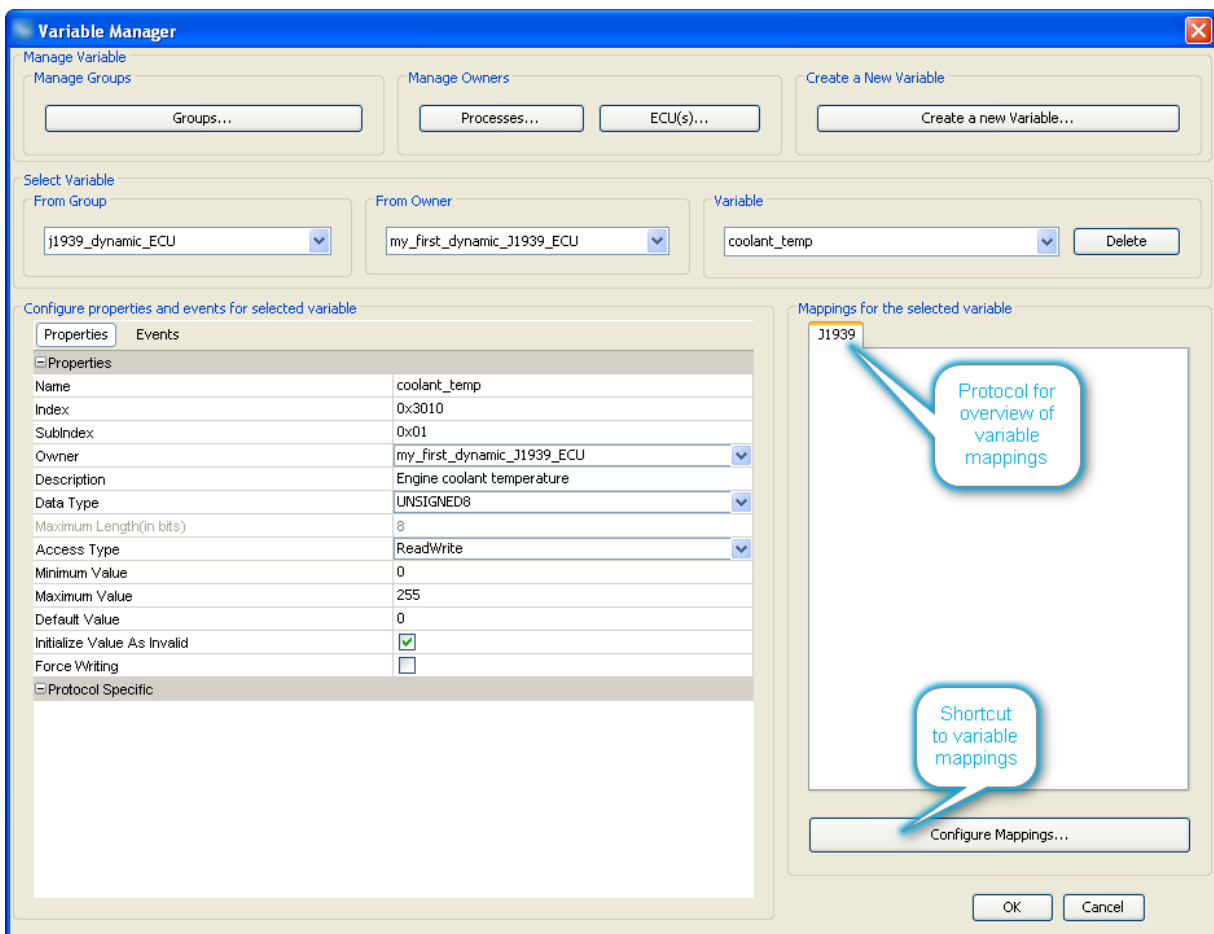 Variable Manager
Manage Variable
Manage Groups
Manage Owners
Create a New Variable
Groups...
Processes...
ECU(s)...
Create a new Variable...
Select Variable
From Group
From Owner
Variable
j1939_dynamic_ECU
my_first_dynamic_J1939_ECU
coolant_temp
Delete
Configure properties and events for selected variable
Properties
Events
Properties
Name
coolant_temp
Index
0x3010
SubIndex
0x01
Owner
my_first_dynamic_J1939_ECU
Description
Engine coolant temperature
Data Type
UNSIGNED8
Maximum Length(in bits)
8
Access Type
ReadWrite
Minimum Value
0
Maximum Value
255
Default Value
0
Initialize Value As Invalid
Force Writing
Protocol Specific
Mappings for the selected variable
J1939
Protocol for
overview of
variable
mappings
Shortcut
to variable
mappings
Configure Mappings...
OK
Cancel